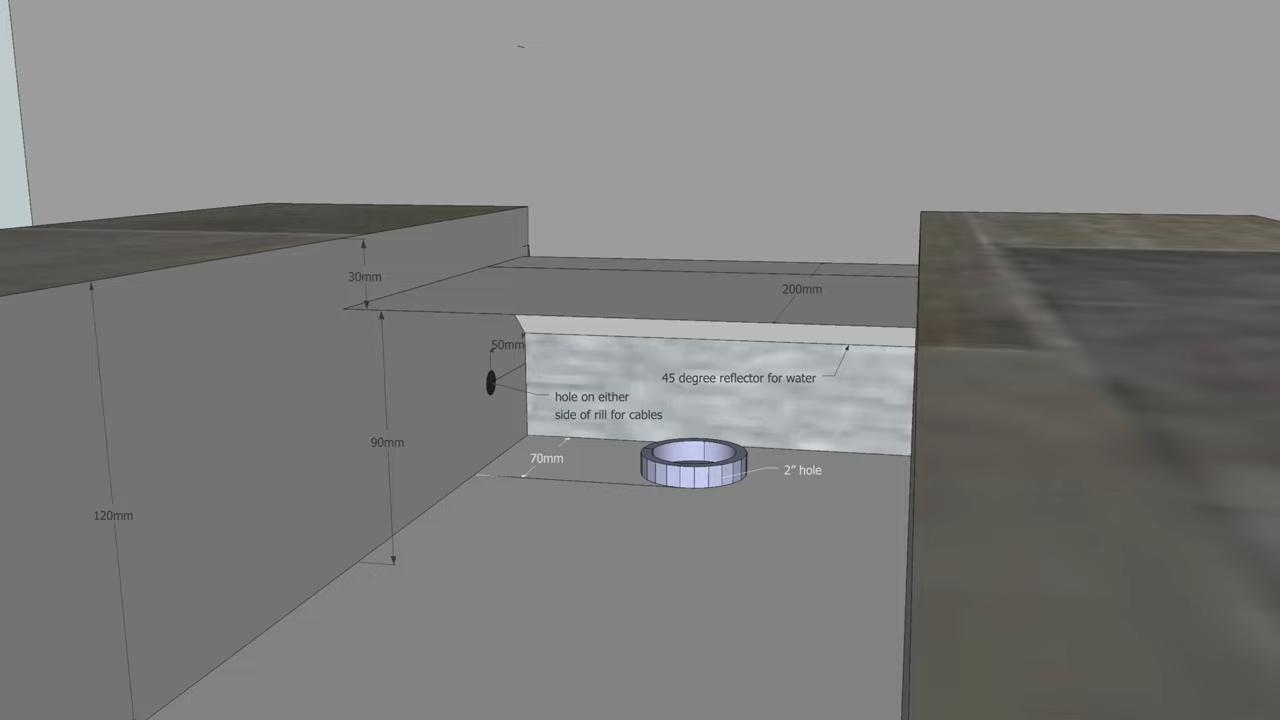 30mm
200mm
50mm
45 degree reflector for water
hole on either
side of rill for cables
90mm
70mm
2” hole
120mm